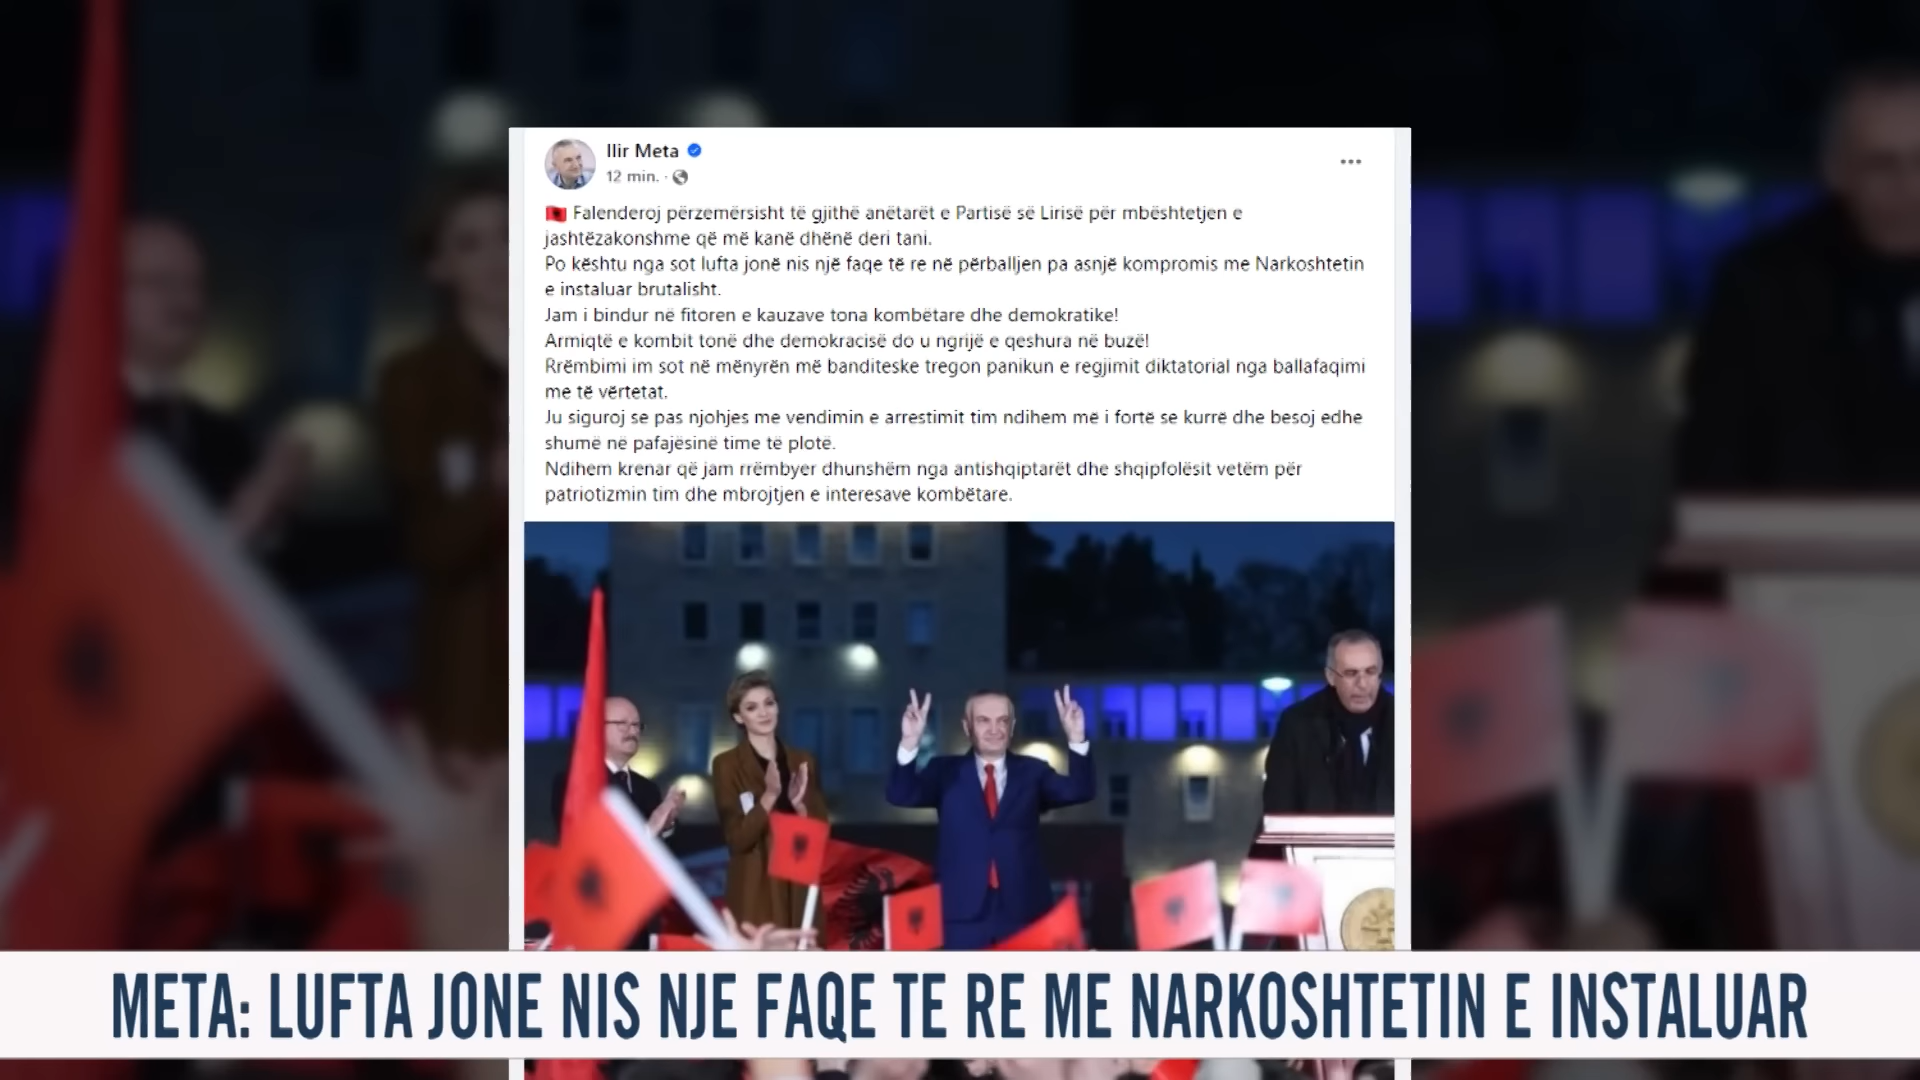 Ilir Meta
12 min. ·
Falenderoj përzemërsisht të gjithë anëtarët e Partisë së Lirisë për mbështetjen e
jashtëzakonshme që më kanë dhënë deri tani.
Po kështu nga sot lufta jonë nis një faqe të re në përballjen pa asnjë kompromis me Narkoshtetin
e instaluar brutalisht.
Jam i bindur në fitoren e kauzave tona kombëtare dhe demokratike!
Armiqtë e kombit tonë dhe demokracisë do u ngrijë e qeshura në buzë!
Rrëmbimi im sot në mënyrën më banditeske tregon panikun e regjimit diktatorial nga ballafaqimi
me të vërtetat.
Ju siguroj se pas njohjes me vendimin e arrestimit tim ndihem më i fortë se kurrë dhe besoj edhe
shumë në pafajësinë time të plotë.
Ndihem krenar që jam rrëmbyer dhunshëm nga antishqiptarët dhe shqipfolësit vetëm për
patriotizmin tim dhe mbrojtjen e interesave kombëtare.
META: LUFTA JONE NIS NJE FAQE TE RE ME NARKOSHTETIN E INSTALUAR